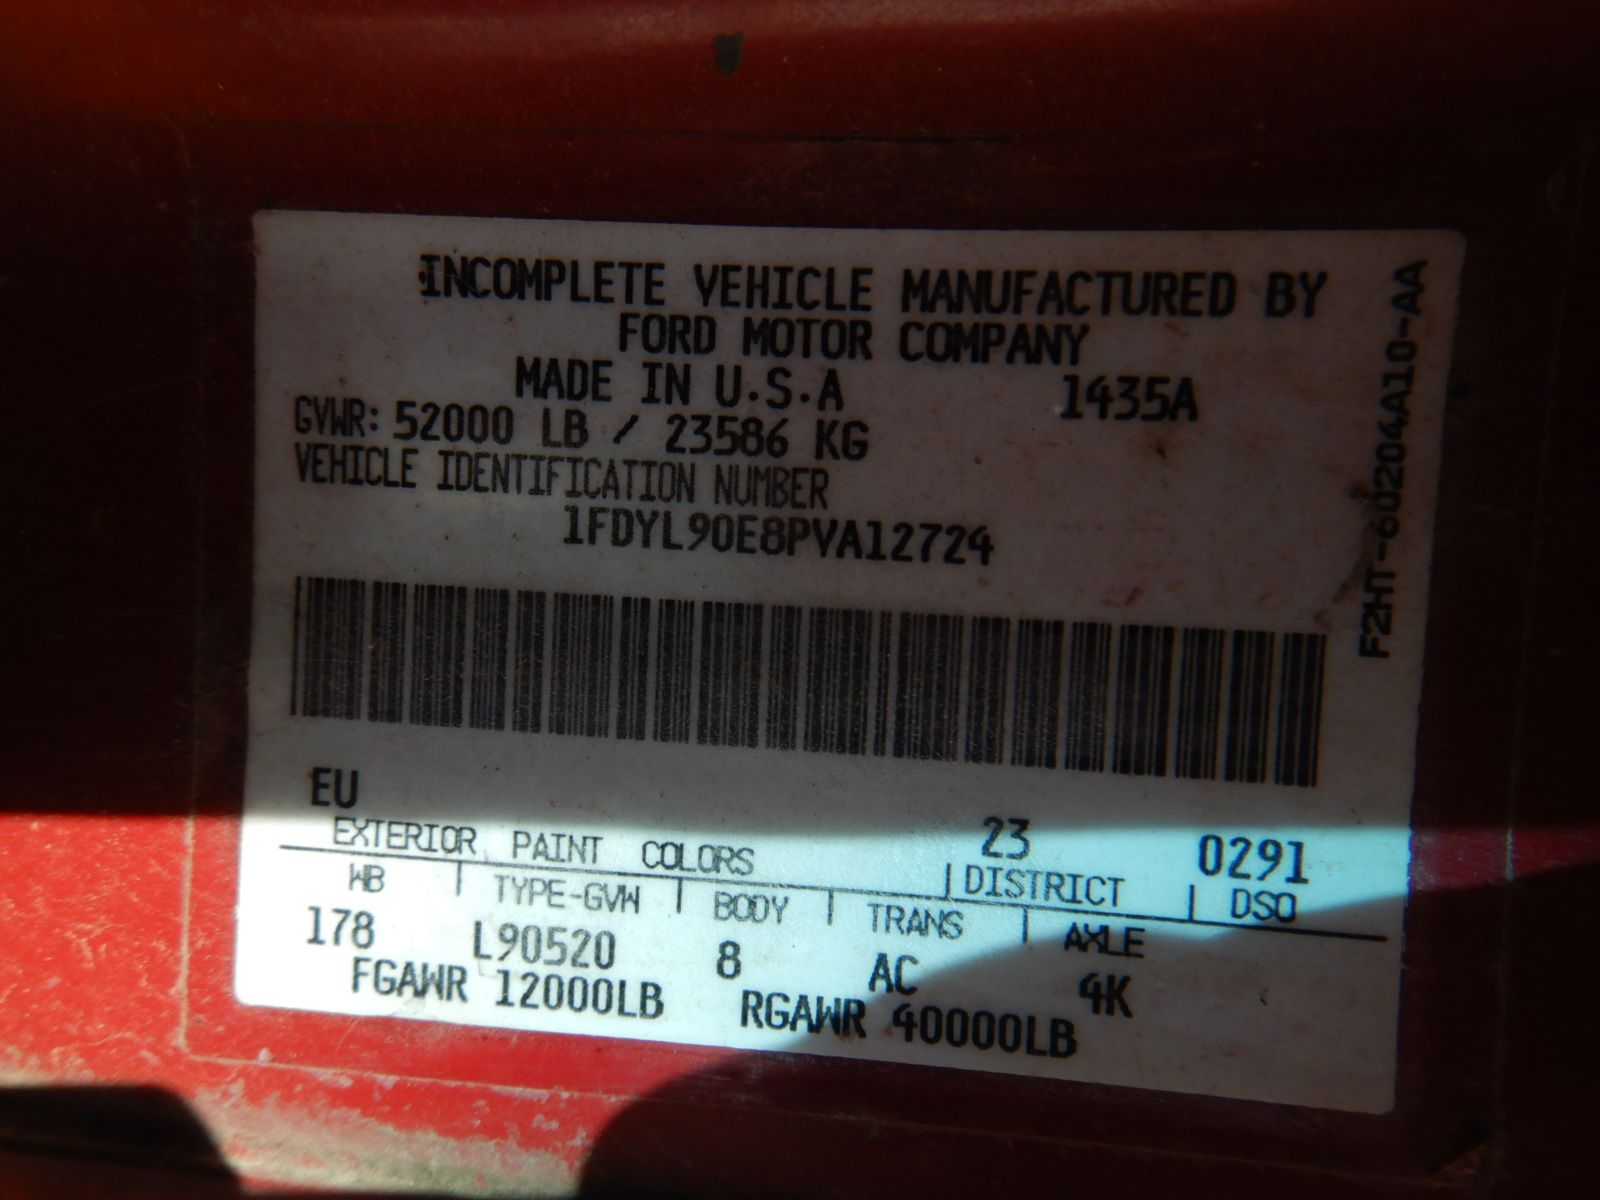 INCOMPLETE VEHICLE MANUFACTURED BY
FORD MOTOR COMPANY
MADE IN U.S.A 1435A
GVWR: 52000 LB / 23586 KG
VEHICLE IDENTIFICATION NUMBER
1FDYL90E8PVA12724
F2HT-60204A10-AA
EU 23 0291
EXTERIOR PAINT COLORS DISTRICT DSO
WB TYPE-GVW BODY TRANS AXLE
178 L90520 8 AC 4K
FGAWR 12000LB RGAWR 40000LB